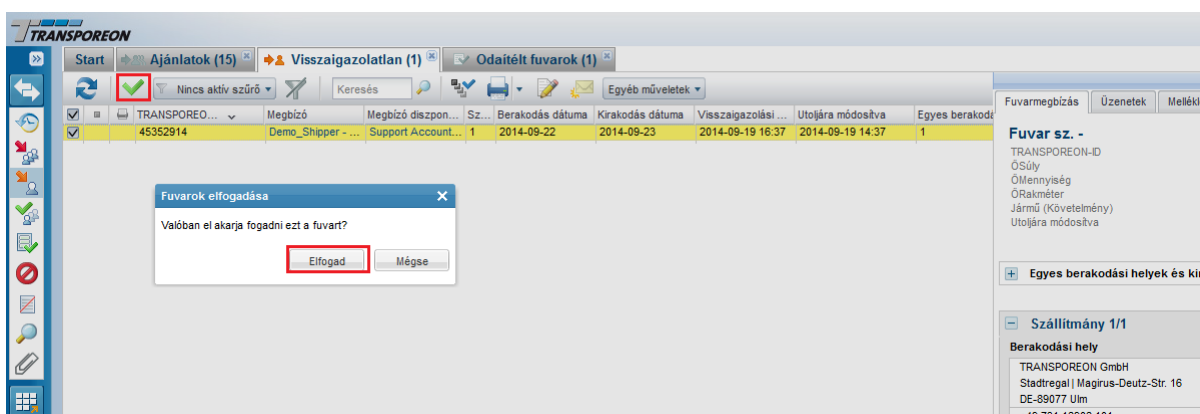 TRANSPOREON
Start
Ajánlatok (15)
Visszaigazolatlan (1)
Odaítélt fuvarok (1)
Nincs aktív szűrő
Keresés
Egyéb műveletek
TRANSPOREO...
Megbízó
Megbízó diszpon...
Sz...
Berakodás dátuma
Kirakodás dátuma
Visszaigazolási ...
Utoljára módosítva
Egyes berakodá
45352914
Demo_Shipper - ...
Support Account...
1
2014-09-22
2014-09-23
2014-09-19 16:37
2014-09-19 14:37
1
Fuvarok elfogadása
Valóban el akarja fogadni ezt a fuvart?
Elfogad
Mégse
Fuvarmegbízás
Üzenetek
Mellékl
Fuvar sz. -
TRANSPOREON-ID
ÖSúly
ÖMennyiség
ÖRakméter
Jármű (Követelmény)
Utoljára módosítva
Egyes berakodási helyek és kir
Szállítmány 1/1
Berakodási hely
TRANSPOREON GmbH
Stadtregal | Magirus-Deutz-Str. 16
DE-89077 Ulm